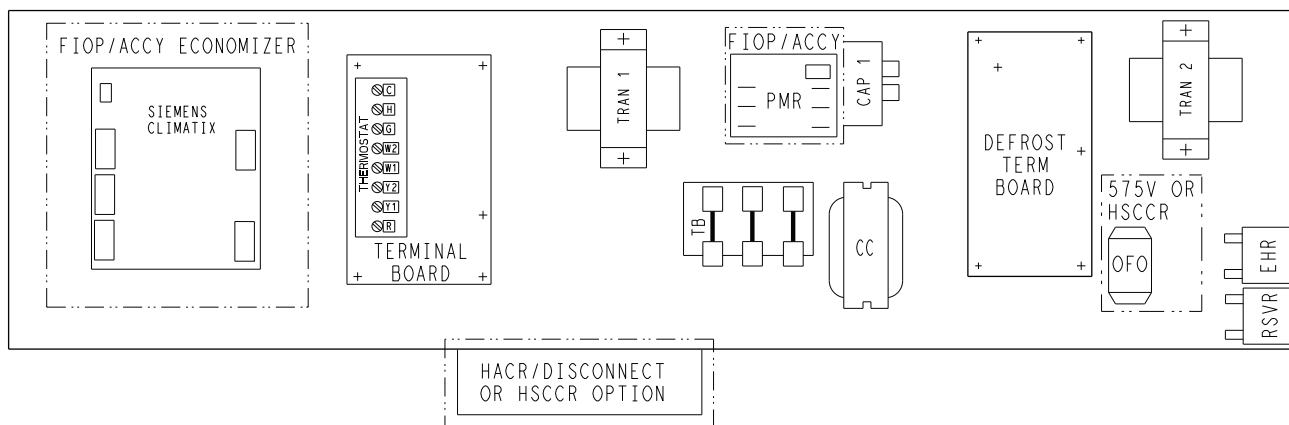 FIOP/ACCY ECONOMIZER
SIEMENS
CLIMATIX
THERMOSTAT
C
H
G
W2
W1
Y2
Y1
R
TERMINAL
BOARD
TRAN 1
FIOP/ACCY
PMR
CAP 1
TB
CC
DEFROST
TERM
BOARD
TRAN 2
575V OR
HSCCR
OFO
EHR
RSVR
HACR/DISCONNECT
OR HSCCR OPTION